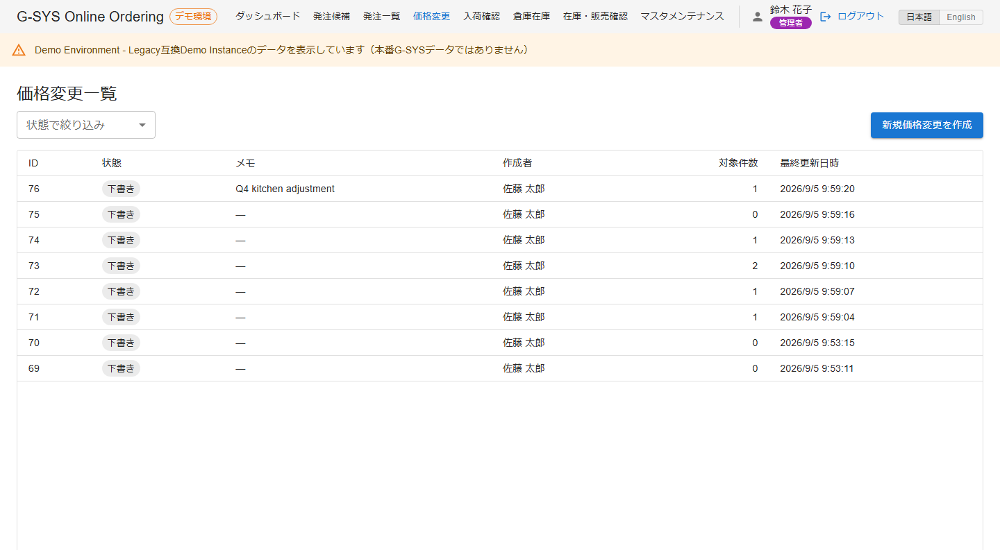 G-SYS Online Ordering デモ環境 ダッシュボード 発注候補 発注一覧 価格変更 入荷確認 倉庫在庫 在庫・販売確認 マスタメンテナンス 鈴木 花子 管理者 ログアウト 日本語 English
Demo Environment - Legacy互換Demo Instanceのデータを表示しています（本番G-SYSデータではありません）
価格変更一覧
状態で絞り込み 新規価格変更を作成
ID 状態 メモ 作成者 対象件数 最終更新日時
76 下書き Q4 kitchen adjustment 佐藤 太郎 1 2026/9/5 9:59:20
75 下書き — 佐藤 太郎 0 2026/9/5 9:59:16
74 下書き — 佐藤 太郎 1 2026/9/5 9:59:13
73 下書き — 佐藤 太郎 2 2026/9/5 9:59:10
72 下書き — 佐藤 太郎 1 2026/9/5 9:59:07
71 下書き — 佐藤 太郎 1 2026/9/5 9:59:04
70 下書き — 佐藤 太郎 0 2026/9/5 9:53:15
69 下書き — 佐藤 太郎 0 2026/9/5 9:53:11